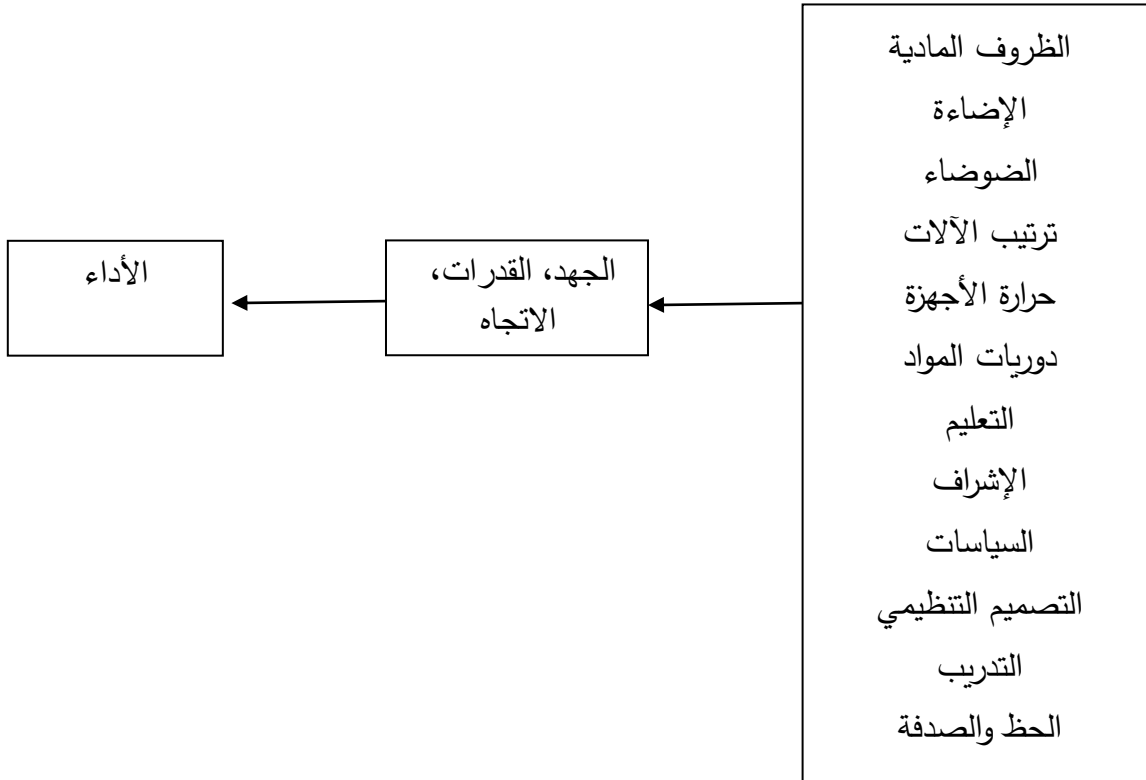 الظروف المادية
الإضاءة
الضوضاء
ترتيب الآلات
حرارة الأجهزة
دوريات المواد
التعليم
الإشراف
السياسات
التصميم التنظيمي
التدريب
الحظ والصدفة
الجهد، القدرات،
الاتجاه
الأداء